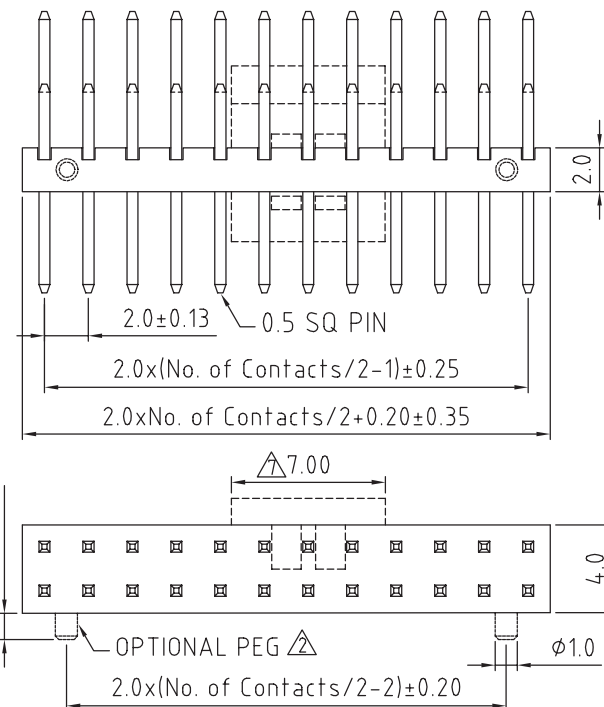 2.0
2.0±0.13
0.5 SQ PIN
2.0x(No. of Contacts/2-1)±0.25
2.0xNo. of Contacts/2+0.20±0.35
7 7.00
4.0
OPTIONAL PEG 2
ϕ1.0
2.0x(No. of Contacts/2-2)±0.20